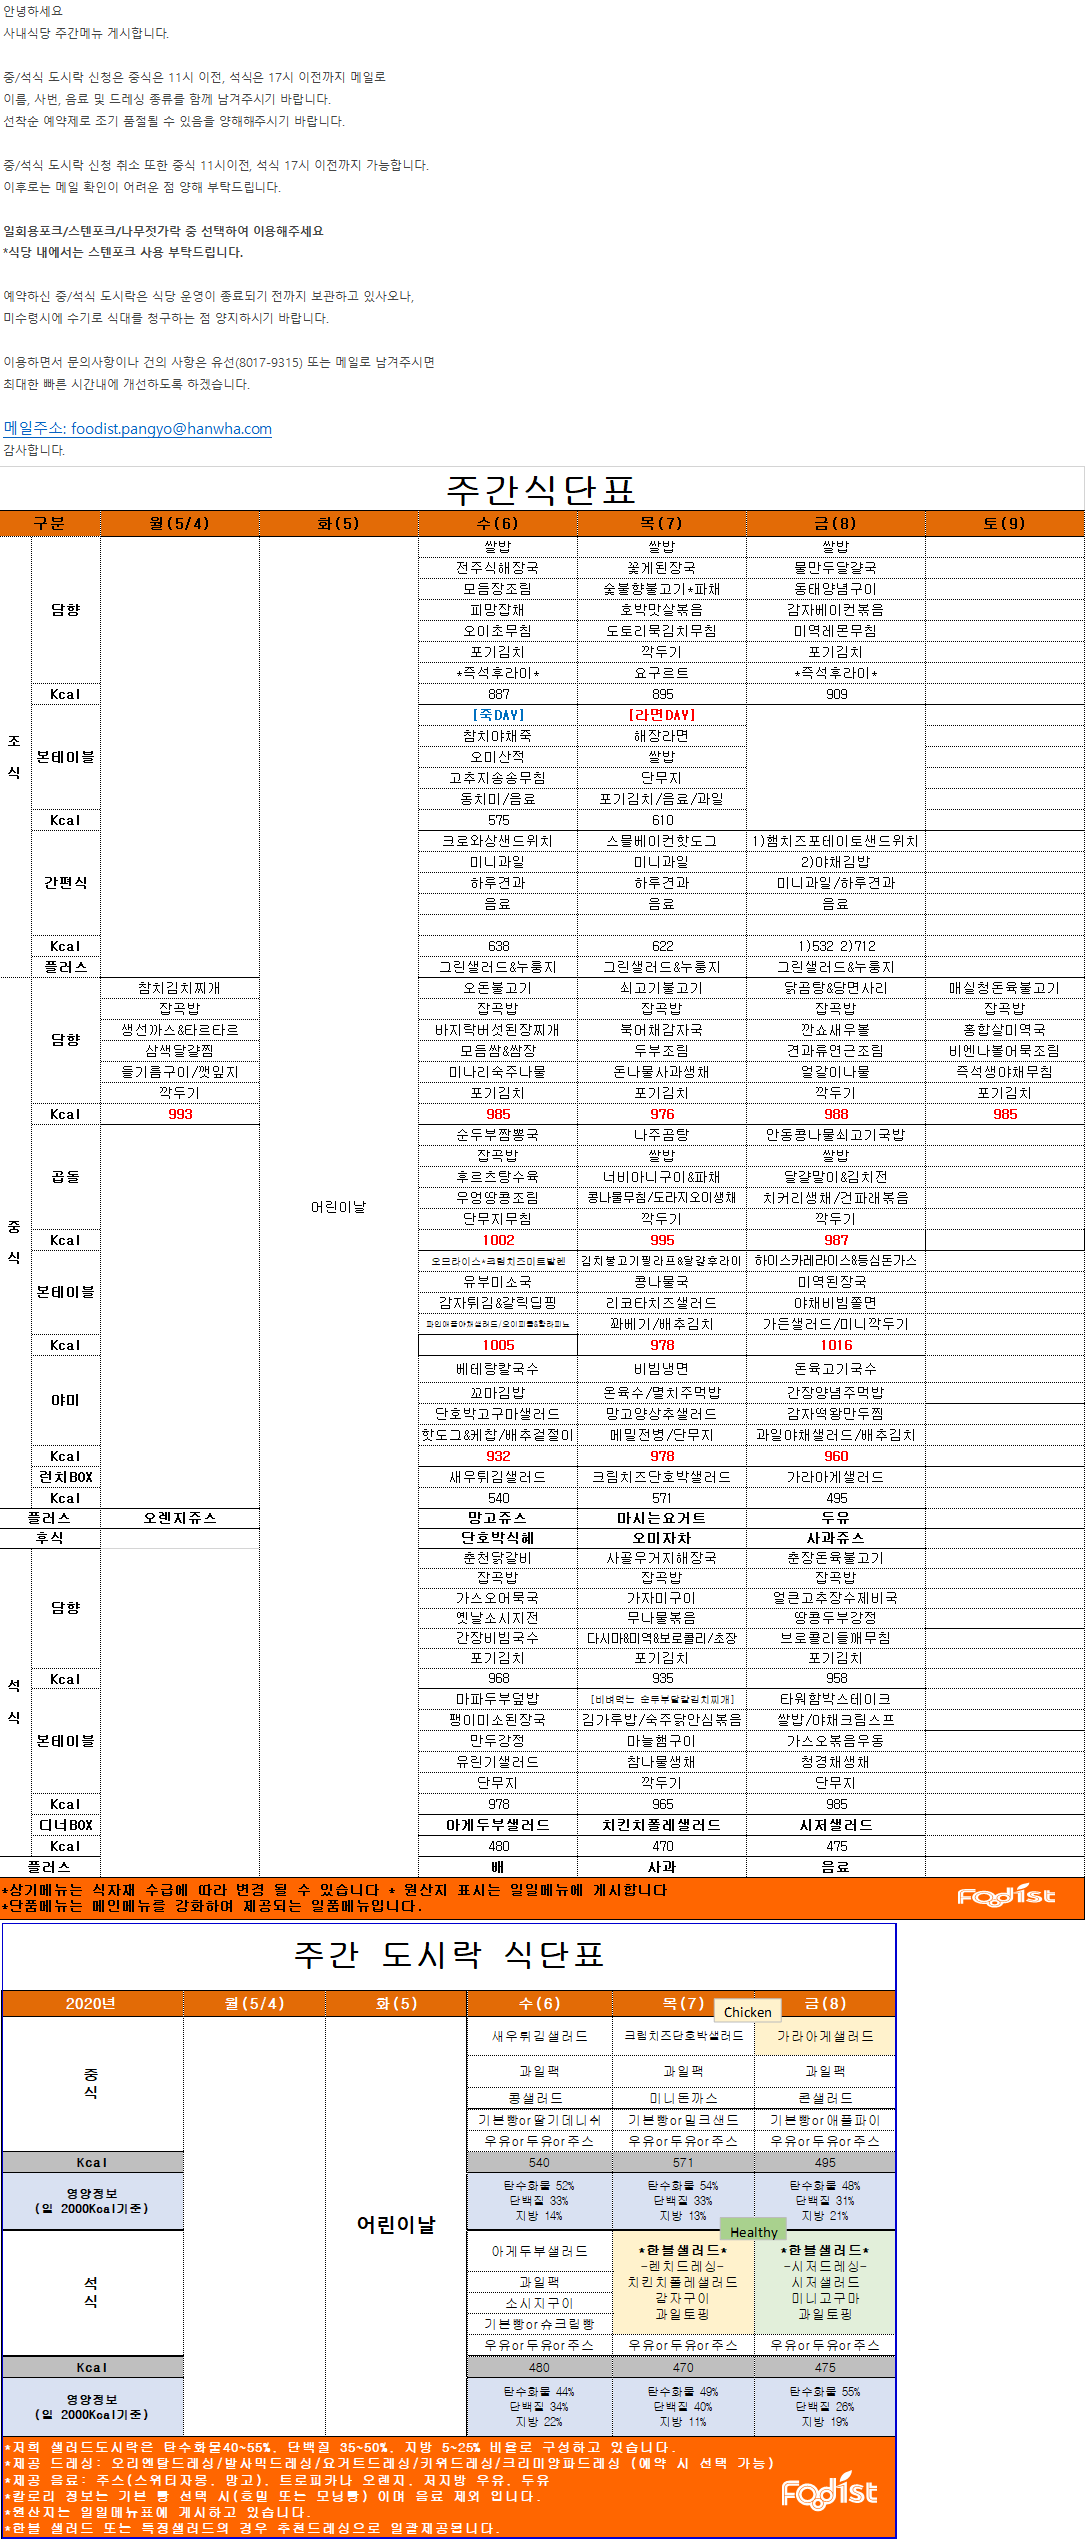 안녕하세요
사내식당 주간메뉴 게시합니다.
중/석식 도시락 신청은 중식은 11시 이전, 석식은 17시 이전까지 메일로
이름, 사번, 음료 및 드레싱 종류를 함께 남겨주시기 바랍니다.
선착순 예약제로 조기 품절될 수 있음을 양해해주시기 바랍니다.
중/석식 도시락 신청 취소 또한 중식 11시이전, 석식 17시 이전까지 가능합니다.
이후로는 메일 확인이 어려운 점 양해 부탁드립니다.
일회용포크/스텐포크/나무젓가락 중 선택하여 이용해주세요
*식당 내에서는 스텐포크 사용 부탁드립니다.
예약하신 중/석식 도시락은 식당 운영이 종료되기 전까지 보관하고 있사오나,
미수령시에 수기로 식대를 청구하는 점 양지하시기 바랍니다.
이용하면서 문의사항이나 건의 사항은 유선(8017-9315) 또는 메일로 남겨주시면
최대한 빠른 시간내에 개선하도록 하겠습니다.
메일주소: foodist.pangyo@hanwha.com
감사합니다.
주간식단표
구분 월(5/4) 화(5) 수(6) 목(7) 금(8) 토(9)
쌀밥 쌀밥 쌀밥
전주식해장국 꽃게된장국 물만두달걀국
담향 모듬장조림 숯불향불고기*파채 동태양념구이
피망잡채 호박맛살볶음 감자베이컨볶음
오이초무침 도토리묵김치무침 미역레몬무침
포기김치 깍두기 포기김치
*즉석후라이* 요구르트 *즉석후라이*
Kcal 887 895 909
[죽DAY] [라면DAY]
조식 참치야채죽 해장라면
본테이블 오미산적 쌀밥
고추지송송무침 단무지
동치미/음료 포기김치/음료/과일
Kcal 575 610
크로와상샌드위치 스믈베이컨핫도그 1)햄치즈포테이토샌드위치
미니과일 미니과일 2)야채김밥
간편식 하루견과 하루견과 미니과일/하루견과
음료 음료 음료
Kcal 638 622 1)532 2)712
플러스 그린샐러드&누룽지 그린샐러드&누룽지 그린샐러드&누룽지
참치김치찌개 오돈불고기 쇠고기불고기 닭곰탕&당면사리 매실청돈육불고기
잡곡밥 잡곡밥 잡곡밥 잡곡밥 잡곡밥
담향 생선까스&타르타르 바지락버섯된장찌개 북어채감자국 깐쇼새우볼 홍합살미역국
삼색달걀찜 모듬쌈&쌈장 두부조림 견과류연근조림 비엔나볼어묵조림
들기름구이/깻잎지 미나리숙주나물 돈나물사과생채 얼갈이나물 즉석생야채무침
깍두기 포기김치 포기김치 깍두기 포기김치
Kcal 993 985 976 988 985
순두부짬뽕국 나주곰탕 안동콩나물쇠고기국밥
잡곡밥 쌀밥 쌀밥
곱돌 후르츠탕수육 너비아니구이&파채 달걀말이&김치전
어린이날 우엉땅콩조림 콩나물무침/도라지오이생채 치커리생채/건파래볶음
중식 단무지무침 깍두기 깍두기
Kcal 1002 995 987
오므라이스*크림치즈미트발렌 김치불고기필라프&달걀후라이 하이스카레라이스&등심돈가스
본테이블 유부미소국 콩나물국 미역된장국
감자튀김&갈릭딥핑 리코타치즈샐러드 야채비빔쫄면
파인애플야채샐러드/오이피클&할라피뇨 꽈베기/배추김치 가든샐러드/미니깍두기
Kcal 1005 978 1016
베테랑칼국수 비빔냉면 돈육고기국수
야미 꼬마김밥 온육수/멸치주먹밥 간장양념주먹밥
단호박고구마샐러드 망고양상추샐러드 감자떡왕만두찜
핫도그&케찹/배추겉절이 메밀전병/단무지 과일야채샐러드/배추김치
Kcal 932 978 960
런치BOX 새우튀김샐러드 크림치즈단호박샐러드 가라아게샐러드
Kcal 540 571 495
플러스 오렌지쥬스 망고쥬스 마시는요거트 두유
후식 단호박식혜 오미자차 사과쥬스
춘천닭갈비 사골우거지해장국 춘장돈육불고기
잡곡밥 잡곡밥 잡곡밥
담향 가스오어묵국 가자미구이 얼큰고추장수제비국
옛날소시지전 무나물볶음 땅콩두부강정
간장비빔국수 다시마&미역&보로콜리/초장 브로콜리들깨무침
포기김치 포기김치 포기김치
Kcal 968 935 958
석식 마파두부덮밥 [비벼먹는 순두부달걀김치찌개] 타워함박스테이크
팽이미소된장국 김가루밥/숙주닭안심볶음 쌀밥/야채크림스프
본테이블 만두강정 마늘햄구이 가스오볶음우동
유린기샐러드 참나물생채 청경채생채
단무지 깍두기 단무지
Kcal 978 965 985
디너BOX 아게두부샐러드 치킨치폴레샐러드 시저샐러드
Kcal 480 470 475
플러스 배 사과 음료
*상기메뉴는 식자재 수급에 따라 변경 될 수 있습니다 * 원산지 표시는 일일메뉴에 게시합니다
*단품메뉴는 메인메뉴를 강화하며 제공되는 일품메뉴입니다.
Foodist
주간 도시락 식단표
2020년 월(5/4) 화(5) 수(6) 목(7) 금(8)
Chicken
새우튀김샐러드 크림치즈단호박샐러드 가라아게샐러드
중식 과일팩 과일팩 과일팩
콩샐러드 미니돈까스 콘샐러드
기본빵or딸기데니쉬 기본빵or밀크샌드 기본빵or애플파이
우유or두유or주스 우유or두유or주스 우유or두유or주스
Kcal 540 571 495
영양정보 탄수화물 52% 탄수화물 54% 탄수화물 48%
(일 2000Kcal기준) 단백질 33% 단백질 33% 단백질 31%
지방 14% 지방 13% 지방 21%
어린이날
Healthy
아게두부샐러드 *한불샐러드* *한불샐러드*
-렌치드레싱- -시저드레싱-
석식 과일팩 치킨치폴레샐러드 시저샐러드
소시지구이 감자구이 미니고구마
기본빵or슈크림빵 과일토핑 과일토핑
우유or두유or주스 우유or두유or주스 우유or두유or주스
Kcal 480 470 475
영양정보 탄수화물 44% 탄수화물 49% 탄수화물 55%
(일 2000Kcal기준) 단백질 34% 단백질 40% 단백질 26%
지방 22% 지방 11% 지방 19%
*저희 샐러드도시락은 탄수화물40~55%, 단백질 35~50%, 지방 5~25% 비율로 구성하고 있습니다.
*제공 드레싱: 오리엔탈드레싱/발사믹드레싱/요거트드레싱/키위드레싱/크리미양파드레싱 (예약 시 선택 가능)
*제공 음료: 주스(스위티자몽, 망고), 트로피카나 오렌지, 저지방 우유, 두유
*칼로리 정보는 기본 빵 선택 시(호밀 또는 모닝빵) 이며 음료 제외 입니다.
*원산지는 일일메뉴표에 게시하고 있습니다.
*한불 샐러드 또는 특정샐러드의 경우 추천드레싱으로 일괄제공됩니다.
Foodist